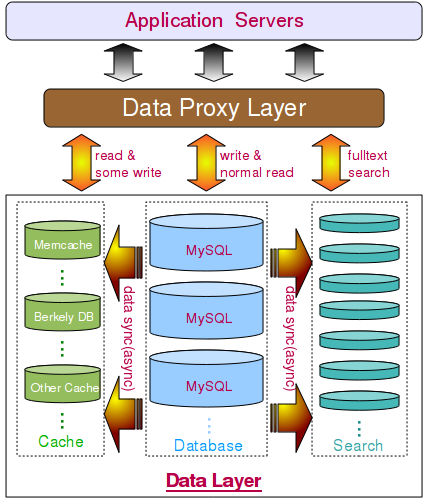 Application Servers
Data Proxy Layer
read &
some write
write &
normal read
fulltext
search
Memcache
Berkely DB
Other Cache
Cache
data sync(async)
MySQL
MySQL
MySQL
Database
data sync(async)
Search
Data Layer